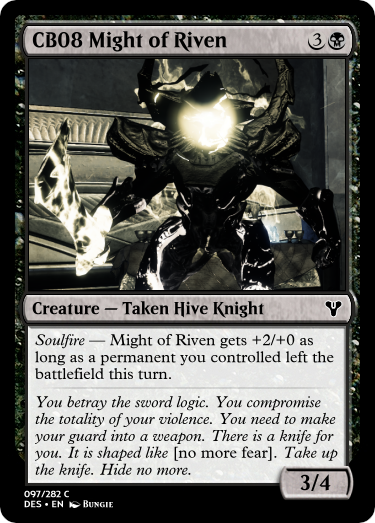 CB08 Might of Riven
3
Creature — Taken Hive Knight
Soulfire — Might of Riven gets +2/+0 as
long as a permanent you controlled left the
battlefield this turn.
You betray the sword logic. You compromise
the totality of your violence. You need to make
your guard into a weapon. There is a knife for
you. It is shaped like [no more fear]. Take up
the knife. Hide no more.
3/4
097/282 C
DES • EN Bungie